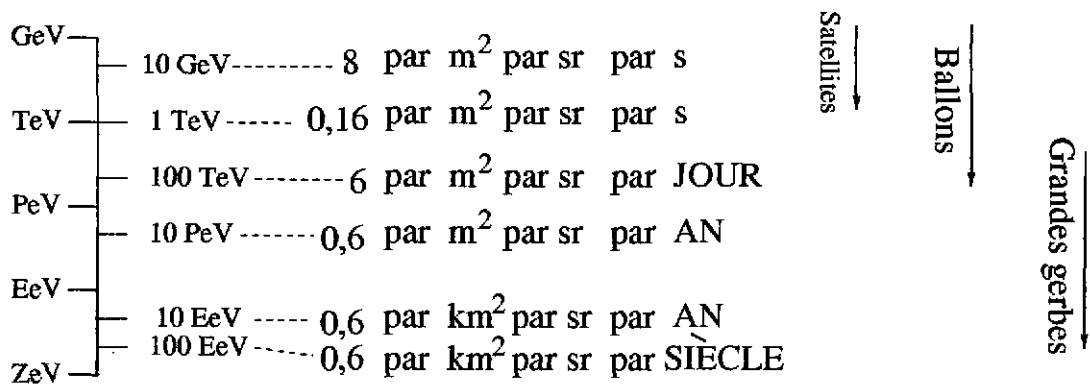 GeV
10 GeV-------- 8 par m² par sr par s
TeV 1 TeV ------ 0,16 par m² par sr par s
100 TeV-------- 6 par m² par sr par JOUR
PeV
10 PeV -------0,6 par m² par sr par AN
EeV
10 EeV ------ 0,6 par km² par sr par AN
100 EeV ------ 0,6 par km² par sr par SIÈCLE
ZeV
Satellites
Ballons
Grandes gerbes